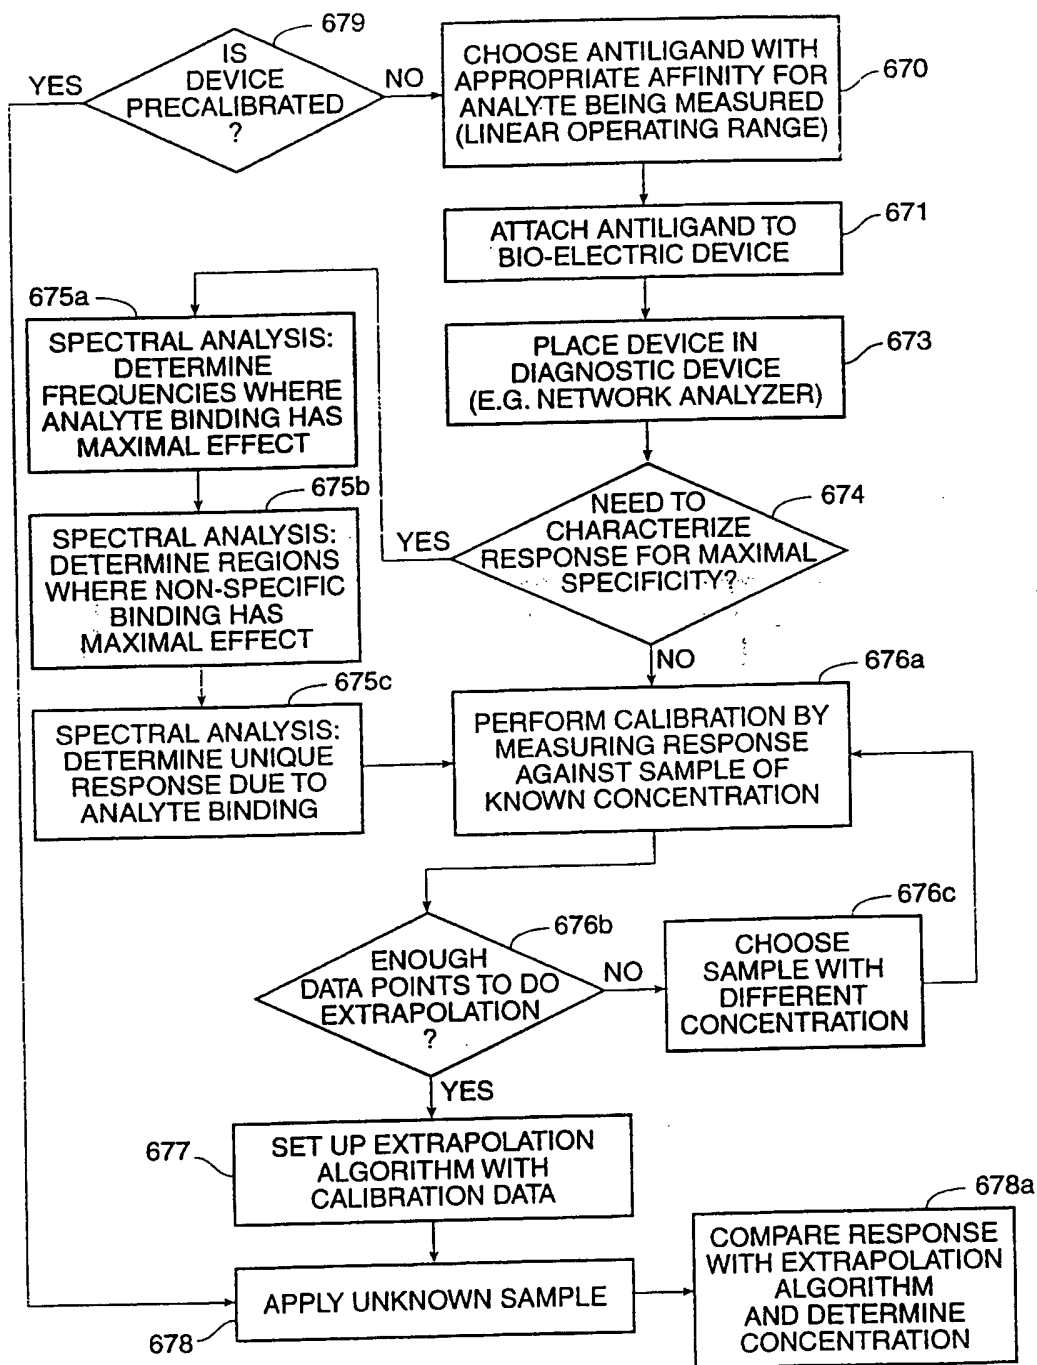 679
IS
DEVICE
PRECALIBRATED
?
YES
NO
CHOOSE ANTILIGAND WITH
APPROPRIATE AFFINITY FOR
ANALYTE BEING MEASURED
(LINEAR OPERATING RANGE)
670
ATTACH ANTILIGAND TO
BIO-ELECTRIC DEVICE
671
PLACE DEVICE IN
DIAGNOSTIC DEVICE
(E.G. NETWORK ANALYZER)
673
675a
SPECTRAL ANALYSIS:
DETERMINE
FREQUENCIES WHERE
ANALYTE BINDING HAS
MAXIMAL EFFECT
675b
SPECTRAL ANALYSIS:
DETERMINE REGIONS
WHERE NON-SPECIFIC
BINDING HAS
MAXIMAL EFFECT
YES
NEED TO
CHARACTERIZE
RESPONSE FOR MAXIMAL
SPECIFICITY?
674
NO
675c
SPECTRAL ANALYSIS:
DETERMINE UNIQUE
RESPONSE DUE TO
ANALYTE BINDING
676a
PERFORM CALIBRATION BY
MEASURING RESPONSE
AGAINST SAMPLE OF
KNOWN CONCENTRATION
676b
ENOUGH
DATA POINTS TO DO
EXTRAPOLATION
?
NO
676c
CHOOSE
SAMPLE WITH
DIFFERENT
CONCENTRATION
YES
677
SET UP EXTRAPOLATION
ALGORITHM WITH
CALIBRATION DATA
APPLY UNKNOWN SAMPLE
678
678a
COMPARE RESPONSE
WITH EXTRAPOLATION
ALGORITHM
AND DETERMINE
CONCENTRATION